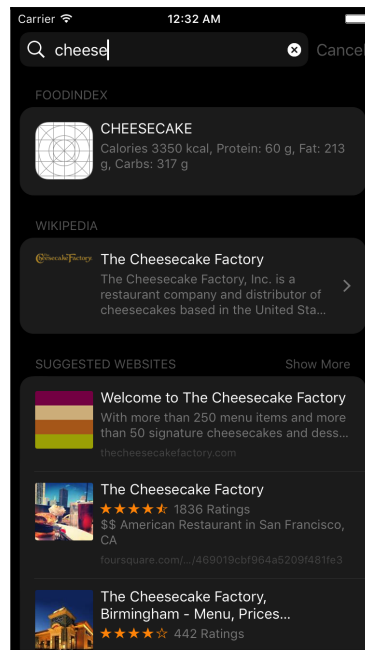 Carrier 12:32 AM
cheese Cancel
FOODINDEX
CHEESECAKE
Calories 3350 kcal, Protein: 60 g, Fat: 213
g, Carbs: 317 g
WIKIPEDIA
The Cheesecake Factory
The Cheesecake Factory
The Cheesecake Factory, Inc. is a
restaurant company and distributor of
cheesecakes based in the United Sta...
SUGGESTED WEBSITES Show More
Welcome to The Cheesecake Factory
With more than 250 menu items and more
than 50 signature cheesecakes and dess...
thecheesecakefactory.com
The Cheesecake Factory
1836 Ratings
$$ American Restaurant in San Francisco,
CA
foursquare.com/.../469019cbf964a5209f481fe3
The Cheesecake Factory,
Birmingham - Menu, Prices...
442 Ratings